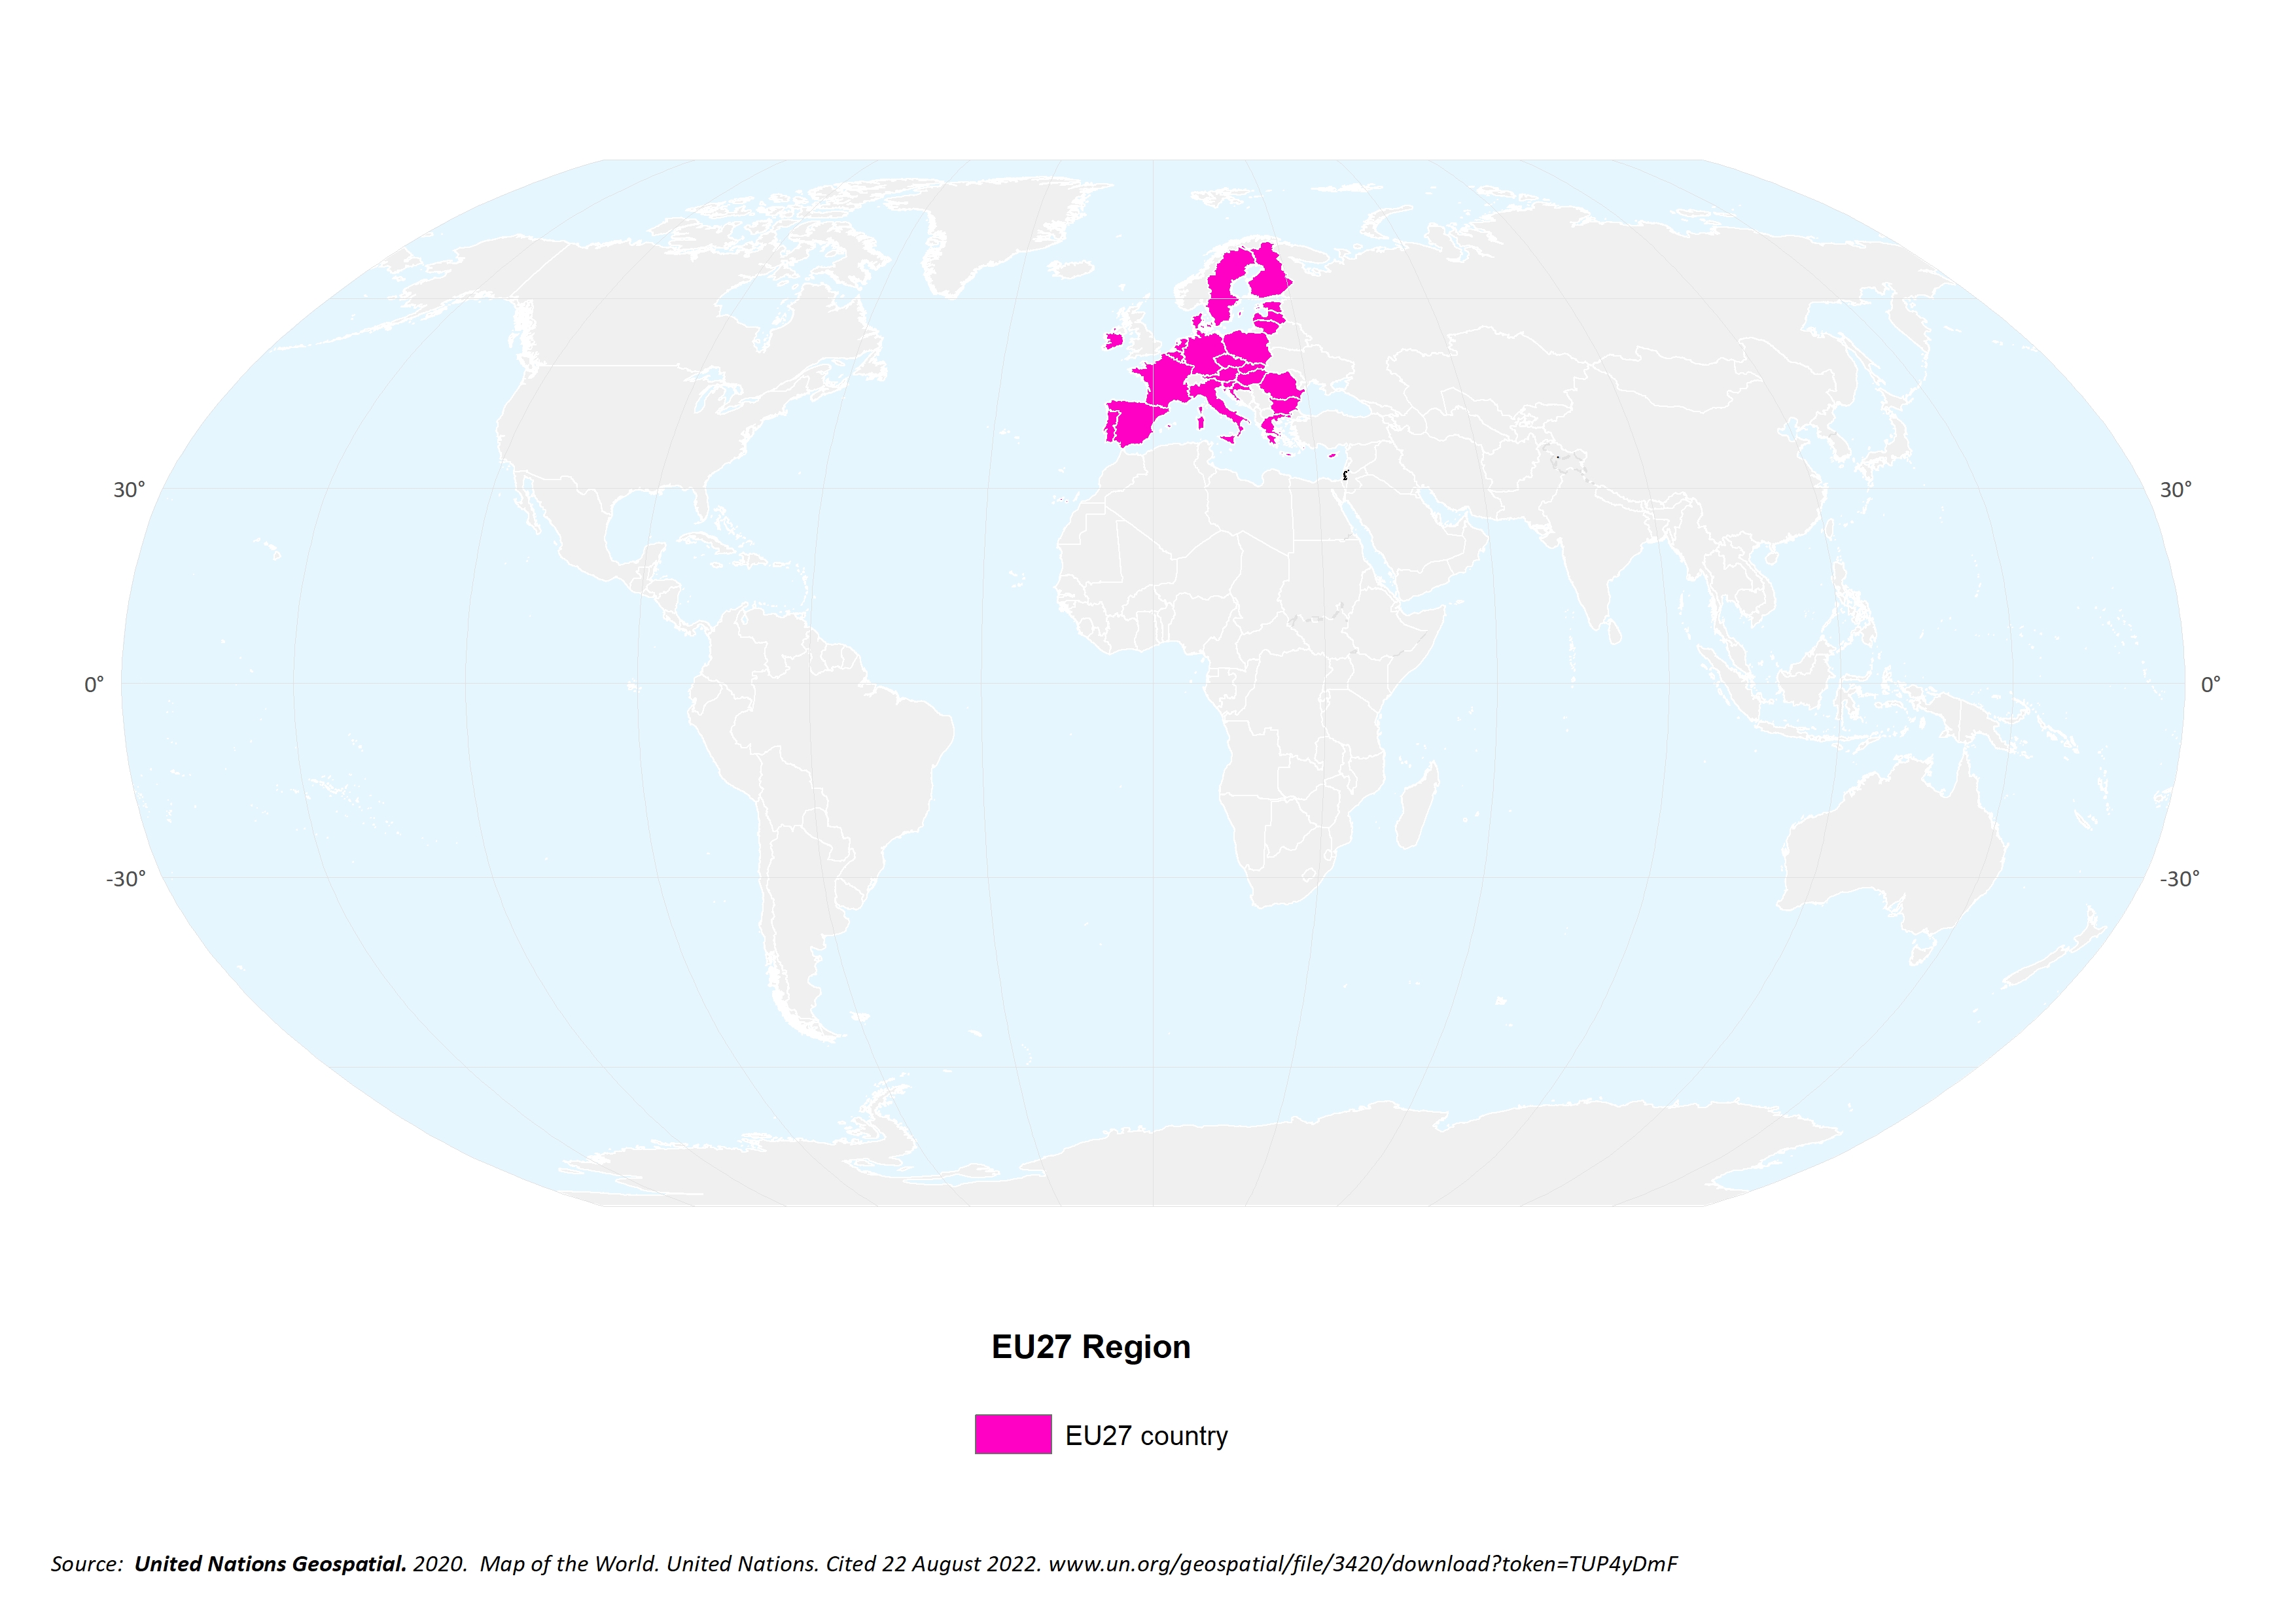 30°
30°
0°
0°
-30°
-30°
EU27 Region
EU27 country
Source:  United Nations Geospatial. 2020.  Map of the World. United Nations. Cited 22 August 2022. www.un.org/geospatial/file/3420/download?token=TUP4yDmF